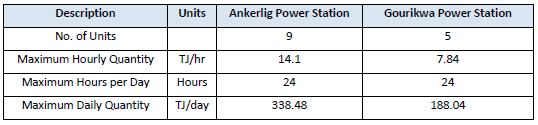 Description Units Ankerlig Power Station Gourikwa Power Station
No. of Units 9 5
Maximum Hourly Quantity TJ/hr 14.1 7.84
Maximum Hours per Day Hours 24 24
Maximum Daily Quantity TJ/day 338.48 188.04